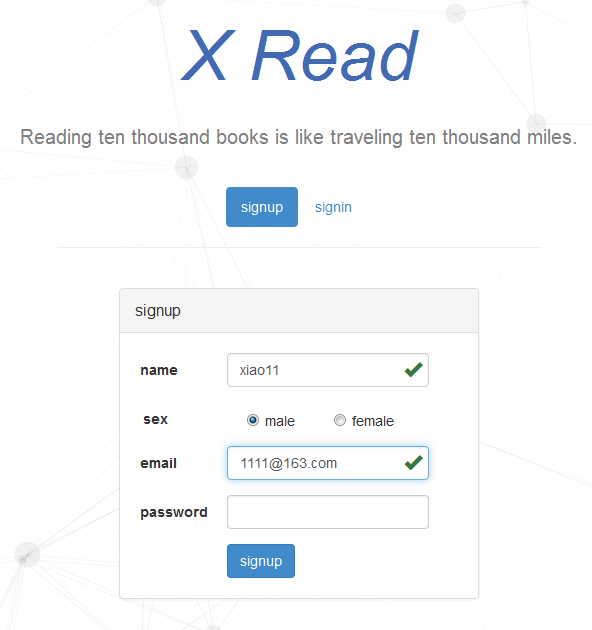 X Read
Reading ten thousand books is like traveling ten thousand miles.
signup signin
signup
name xiao11
sex male female
email 1111@163.com
password
signup